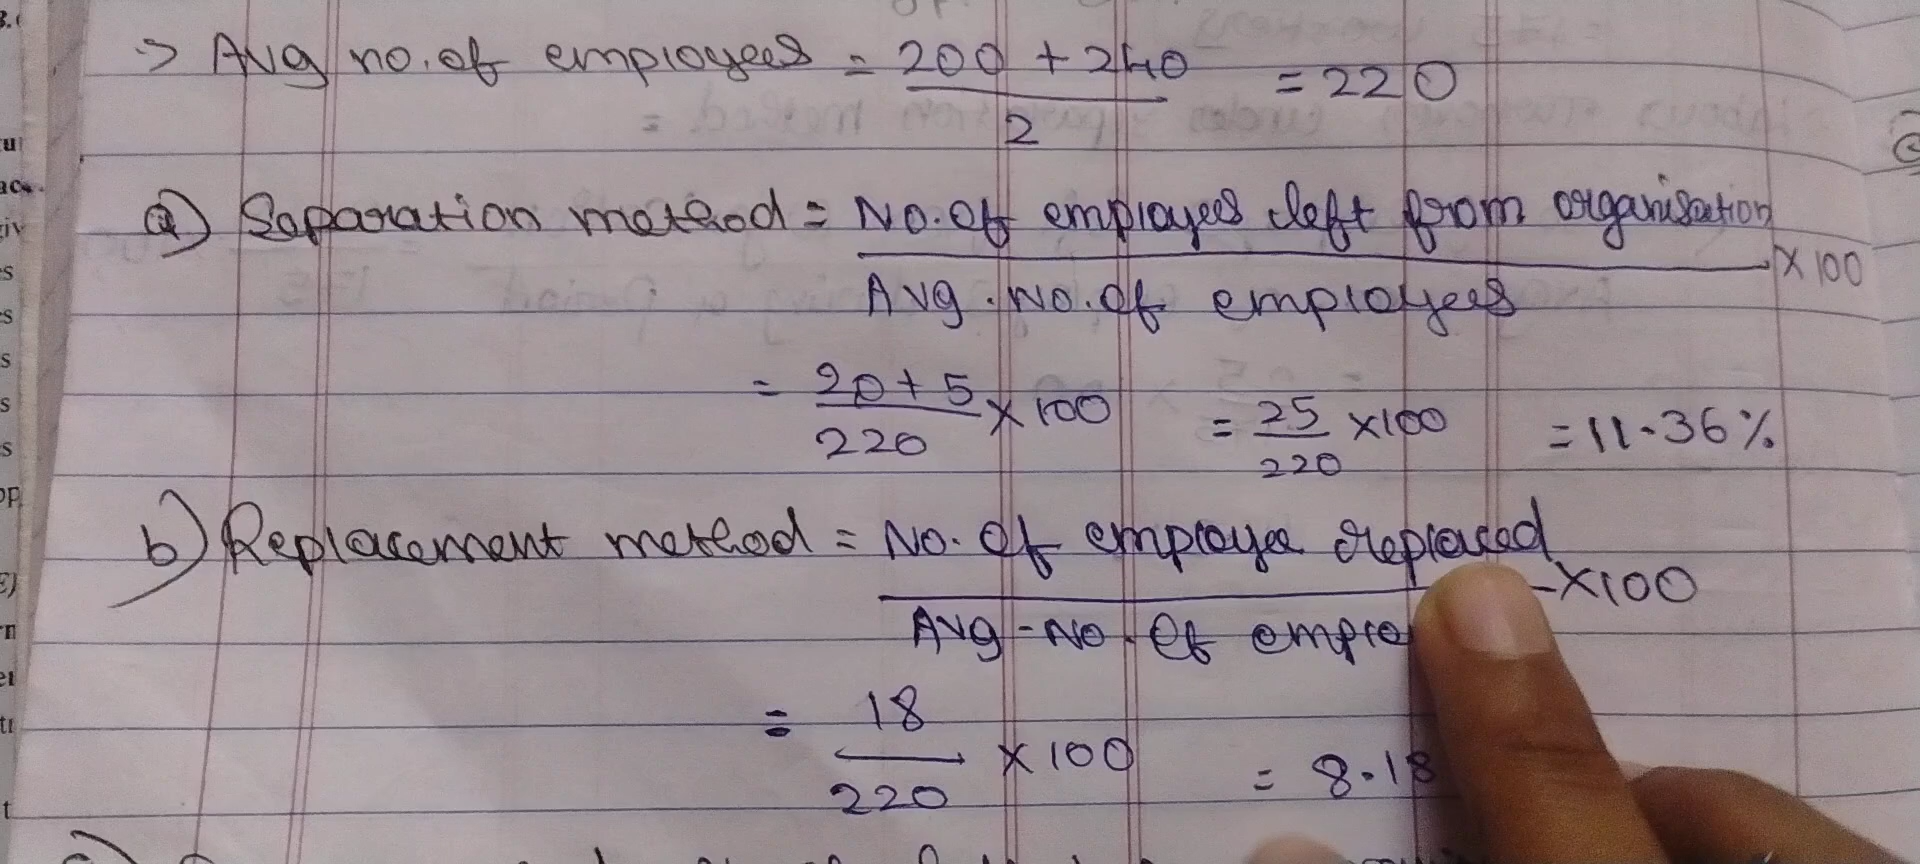 => Avg no. of employees = 200 + 240 / 2 = 220
a) Separation method = No. of employees left from organisation / Avg. No. of employees × 100
= 20 + 5 / 220 × 100 = 25 / 220 × 100 = 11.36 %
b) Replacement method = No. of employee replaced / Avg - No. of × 100
= 18 / 220 × 100 = 8.18